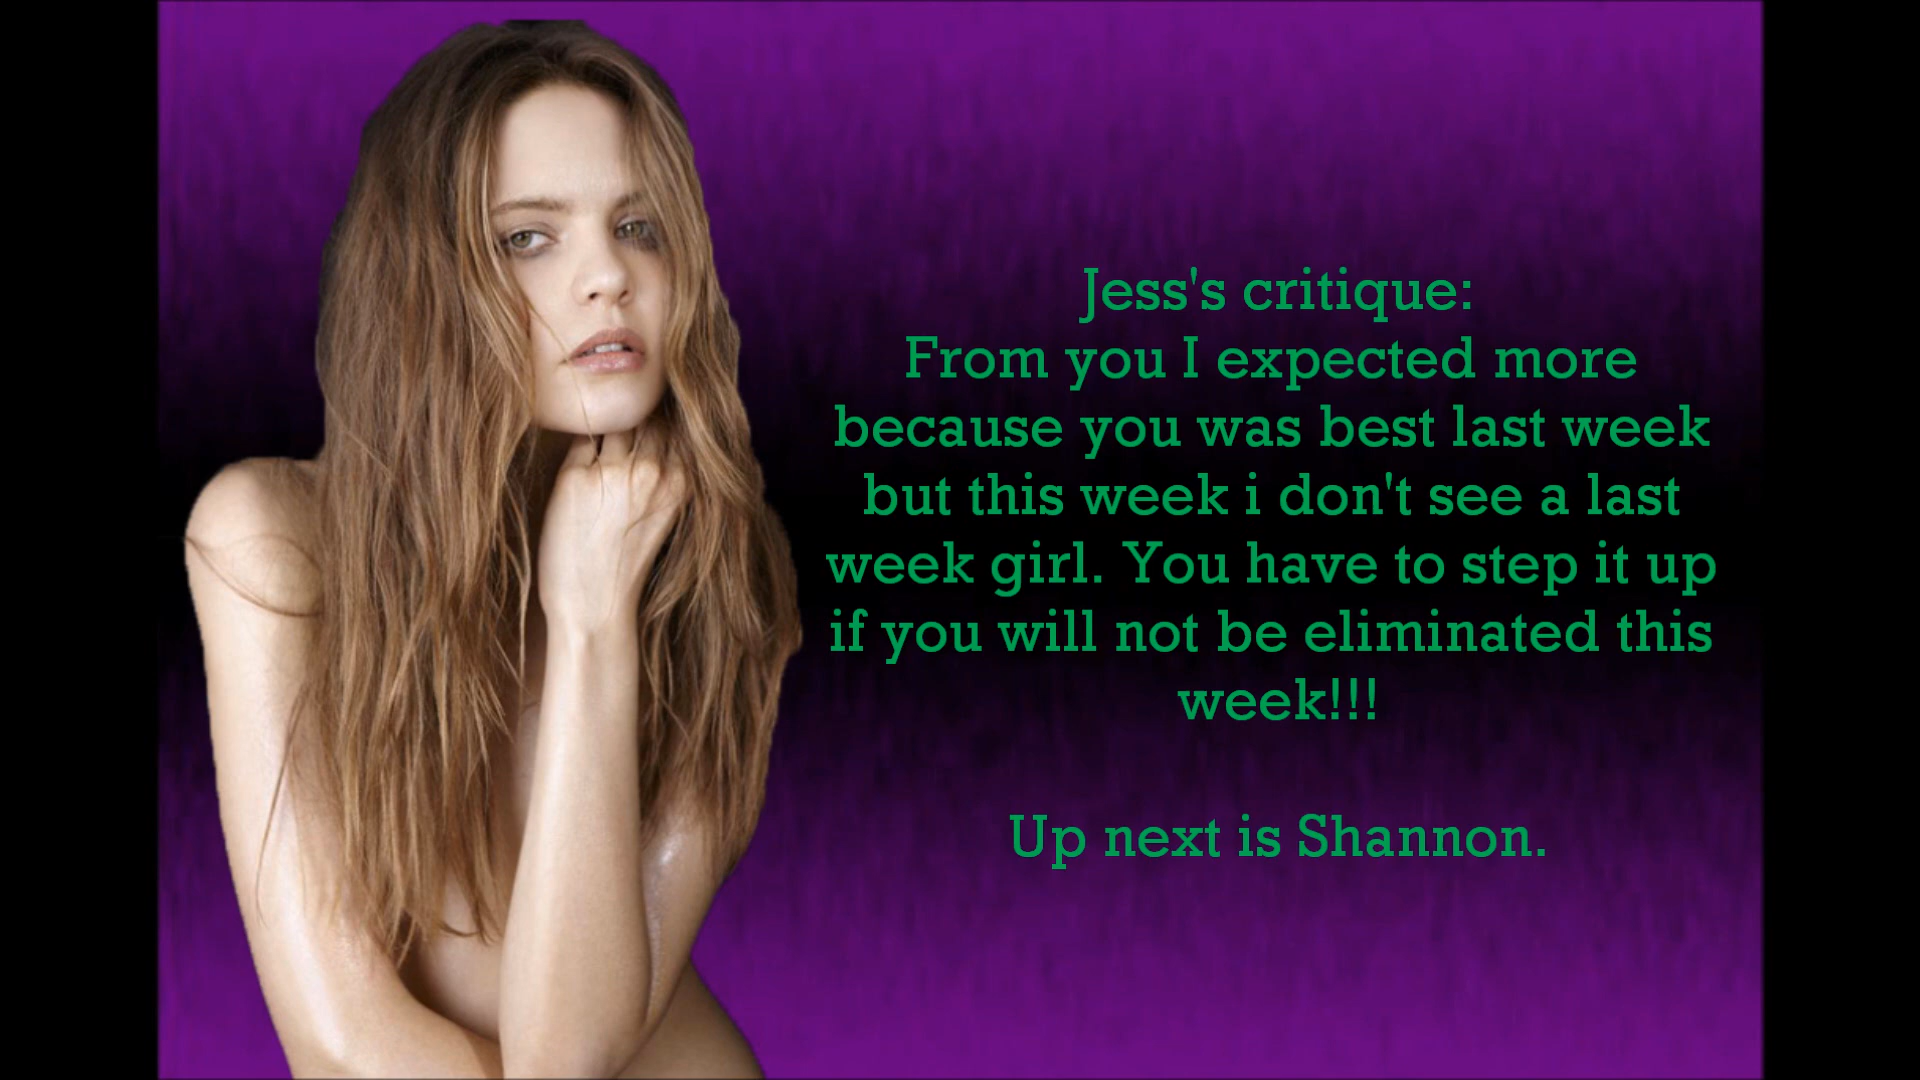 Jess's critique:
From you I expected more
because you was best last week
but this week i don't see a last
week girl. You have to step it up
if you will not be eliminated this
week!!!
Up next is Shannon.